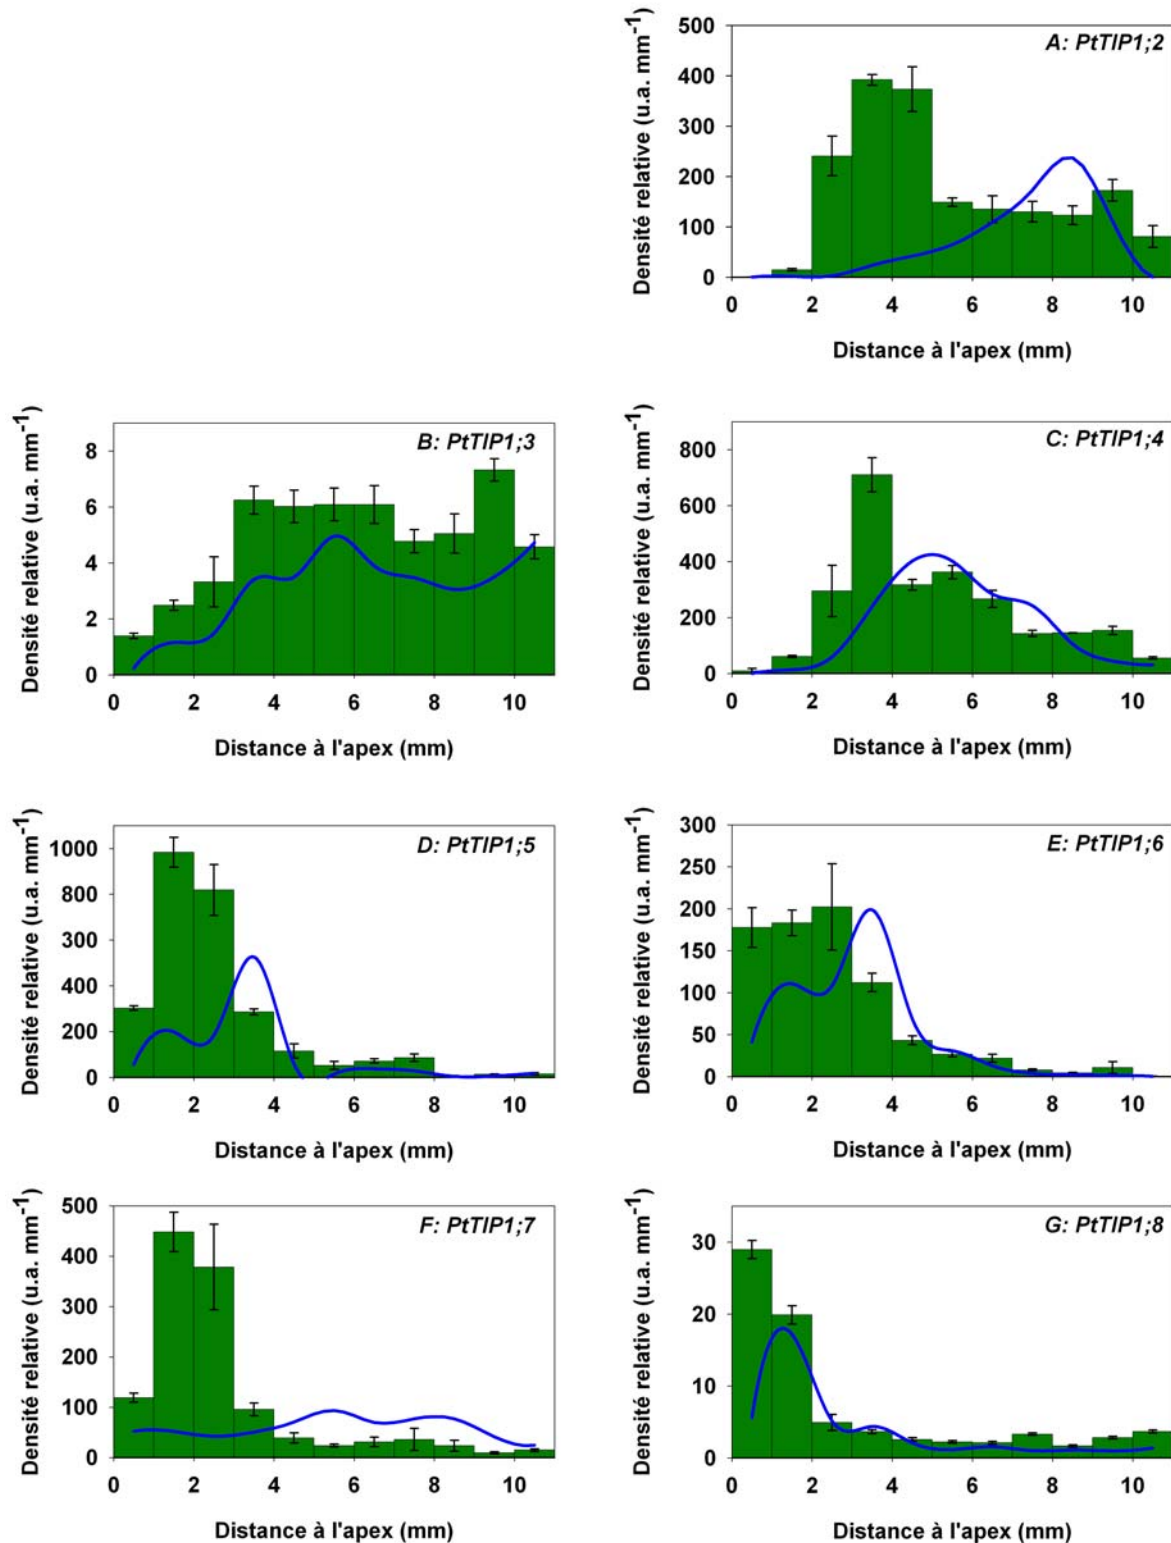 A: PtTIP1;2
Densité relative (u.a. mm-1)
500
400
300
200
100
0
0 2 4 6 8 10
Distance à l'apex (mm)
B: PtTIP1;3
Densité relative (u.a. mm-1)
8
6
4
2
0
0 2 4 6 8 10
Distance à l'apex (mm)
C: PtTIP1;4
Densité relative (u.a. mm-1)
800
600
400
200
0
0 2 4 6 8 10
Distance à l'apex (mm)
D: PtTIP1;5
Densité relative (u.a. mm-1)
1000
800
300
400
200
0
0 2 4 6 8 10
Distance à l'apex (mm)
E: PtTIP1;6
Densité relative (u.a. mm-1)
300
250
200
150
100
50
0
0 2 4 6 8 10
Distance à l'apex (mm)
F: PtTIP1;7
Densité relative (u.a. mm-1)
500
400
300
200
100
0
0 2 4 6 8 10
Distance à l'apex (mm)
G: PtTIP1;8
Densité relative (u.a. mm-1)
30
20
10
0
0 2 4 6 8 10
Distance à l'apex (mm)